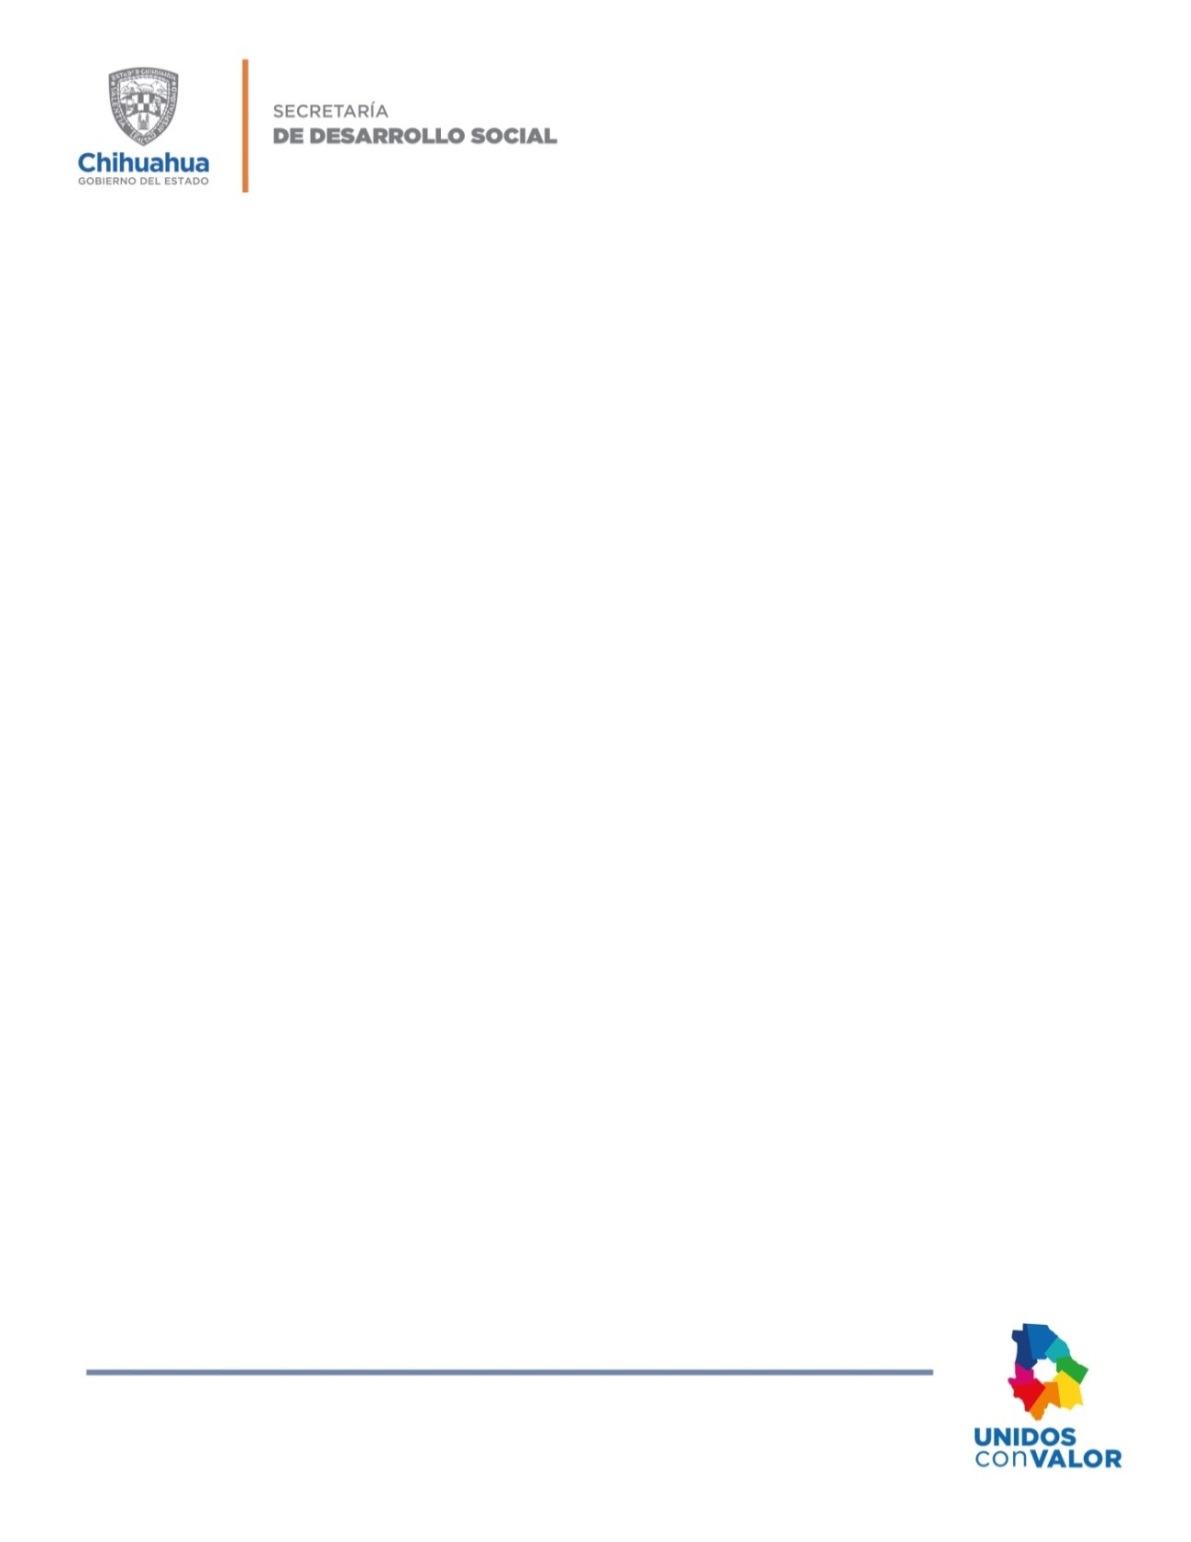 Chihuahua
GOBIERNO DEL ESTADO
SECRETARÍA
DE DESARROLLO SOCIAL
UNIDOS
conVALOR